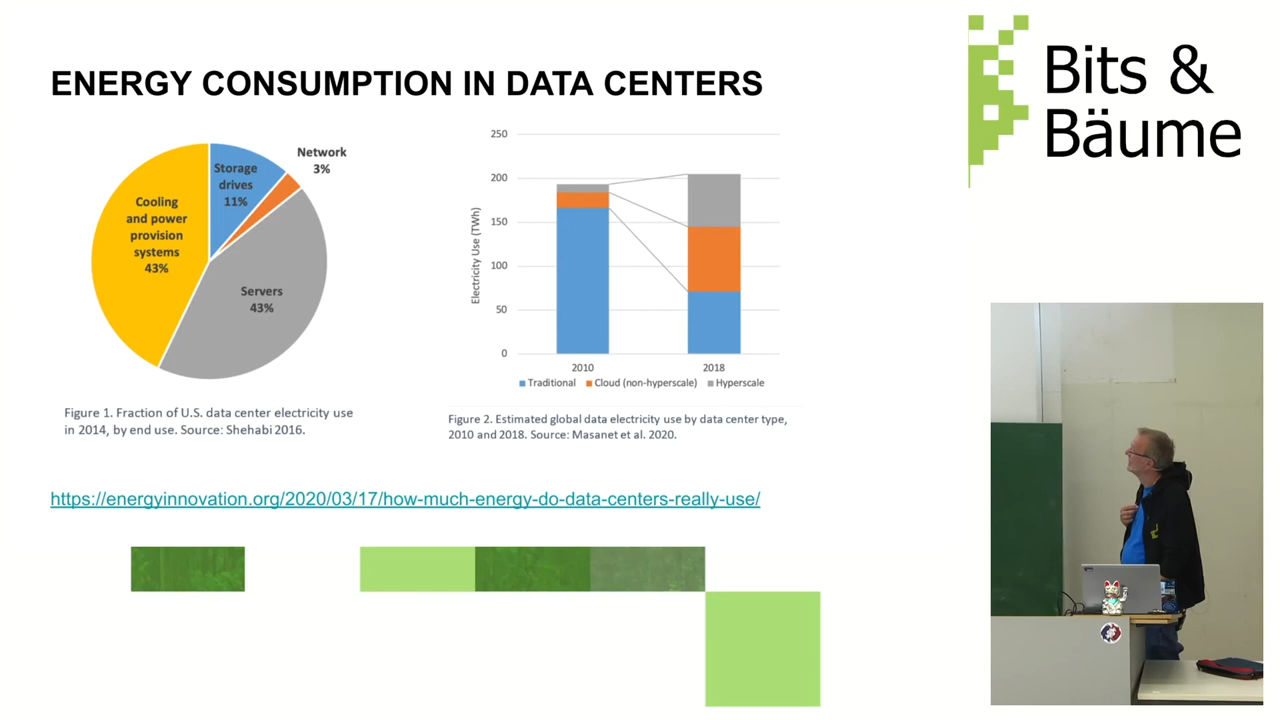 ENERGY CONSUMPTION IN DATA CENTERS
Bits &
Bäume
Storage
drives
11%
Network
3%
Cooling
and power
provision
systems
43%
Servers
43%
Figure 1. Fraction of U.S. data center electricity use
in 2014, by end use. Source: Shehabi 2016.
250
200
150
100
50
0
Electricity Use (TWh)
2010
2018
Traditional
Cloud (non-hyperscale)
Hyperscale
Figure 2. Estimated global data electricity use by data center type,
2010 and 2018. Source: Masanet et al. 2020.
https://energyinnovation.org/2020/03/17/how-much-energy-do-data-centers-really-use/